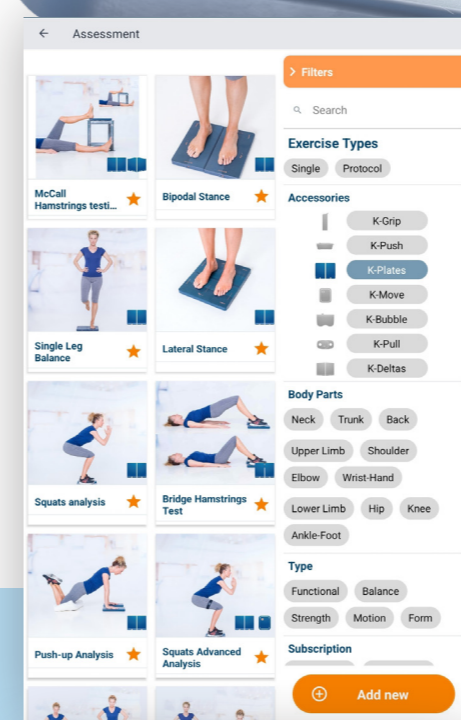 Assessment
McCall
Hamstrings testi...
Bipodal Stance
Single Leg
Balance
Lateral Stance
Squats analysis
Bridge Hamstrings
Test
Push-up Analysis
Squats Advanced
Analysis
Filters
Search
Exercise Types
Single Protocol
Accessories
K-Grip
K-Push
K-Plates
K-Move
K-Bubble
K-Pull
K-Deltas
Body Parts
Neck Trunk Back
Upper Limb Shoulder
Elbow Wrist-Hand
Lower Limb Hip Knee
Ankle-Foot
Type
Functional Balance
Strength Motion Form
Subscription
Add new